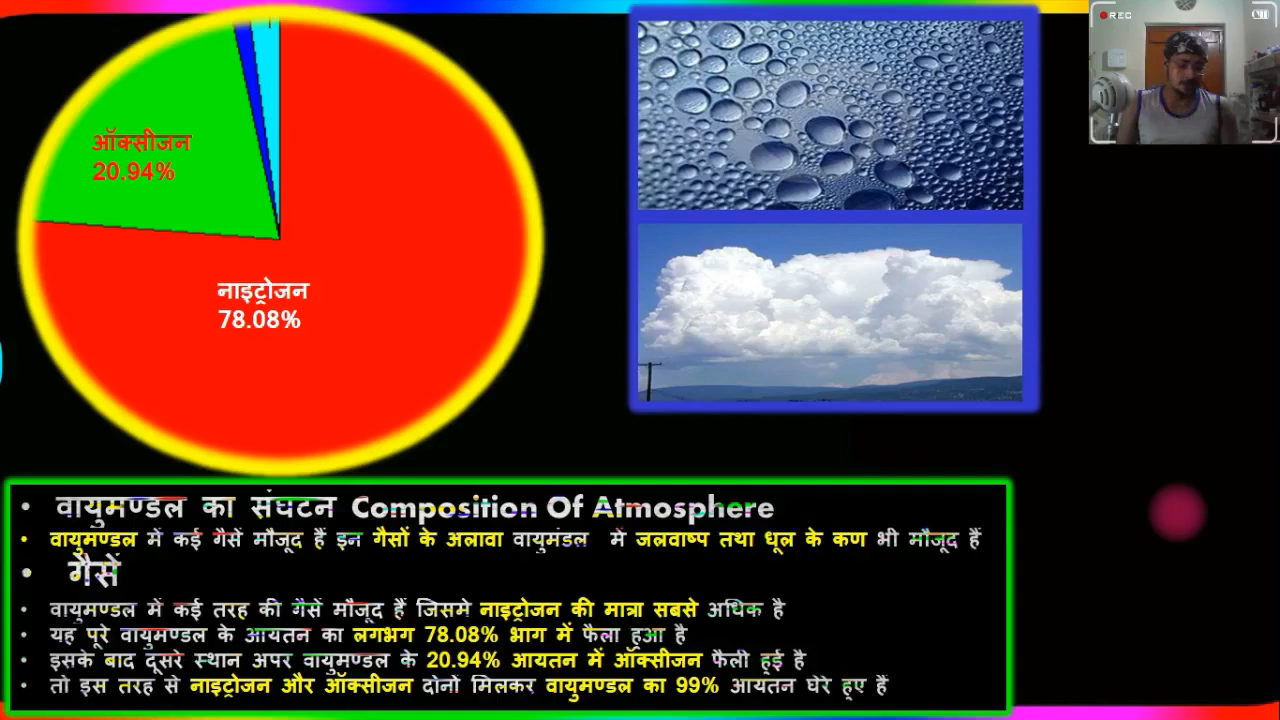 ऑक्सीजन
20.94%
नाइट्रोजन
78.08%
REC
• वायुमण्डल का संघटन Composition Of Atmosphere
• वायुमण्डल में कई गैसें मौजूद हैं इन गैसों के अलावा वायुमंडल में जलवाष्प तथा धूल के कण भी मौजूद हैं
• गैसें
• वायुमण्डल में कई तरह की गैसें मौजूद हैं जिसमे नाइट्रोजन की मात्रा सबसे अधिक है
• यह पूरे वायुमण्डल के आयतन का लगभग 78.08% भाग में फैला हुआ है
• इसके बाद दूसरे स्थान अपर वायुमण्डल के 20.94% आयतन में ऑक्सीजन फैली हुई है
• तो इस तरह से नाइट्रोजन और ऑक्सीजन दोनों मिलकर वायुमण्डल का 99% आयतन घेरे हुए हैं